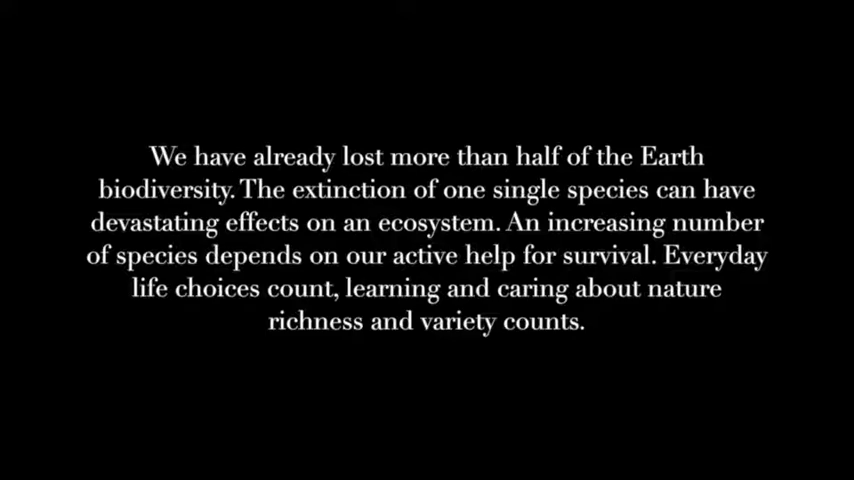 We have already lost more than half of the Earth
biodiversity. The extinction of one single species can have
devastating effects on an ecosystem. An increasing number
of species depends on our active help for survival. Everyday
life choices count, learning and caring about nature
richness and variety counts.